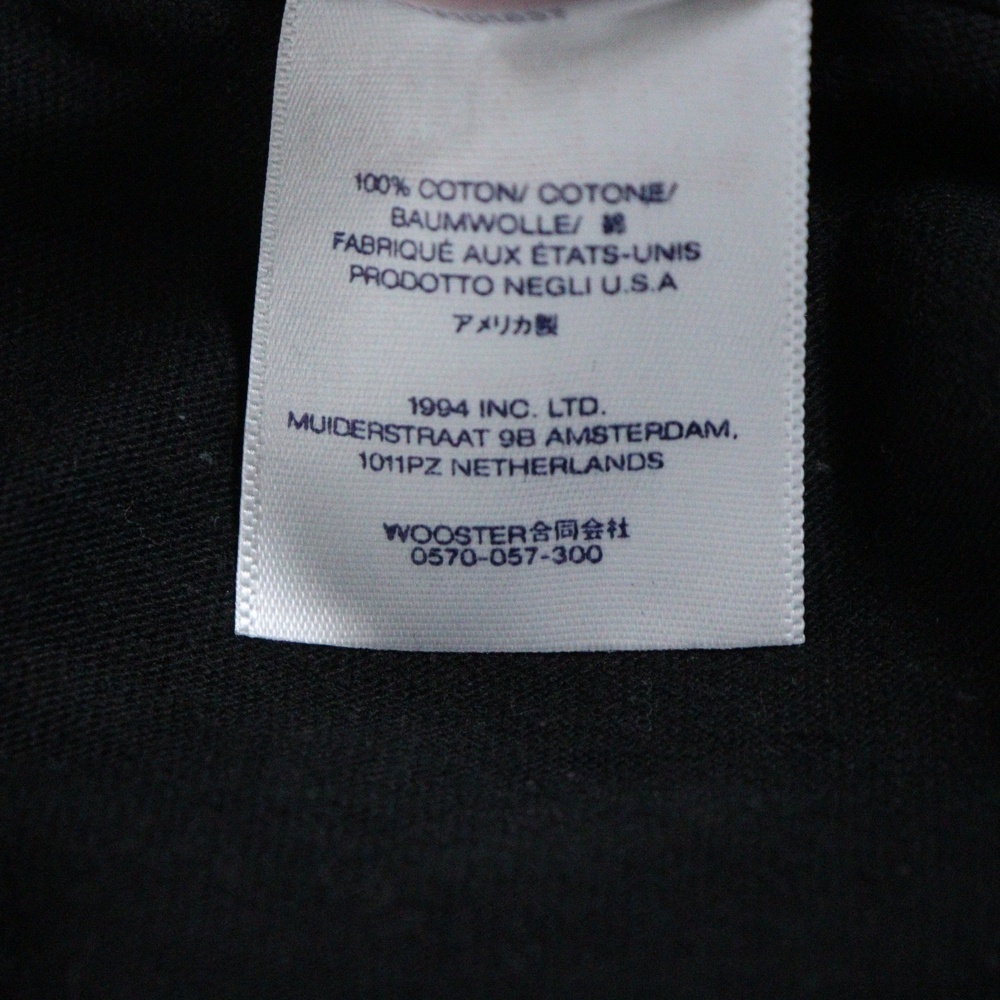 100% COTON/ COTONE/
BAUMWOLLE/ 綿
FABRIQUÉ AUX ÉTATS-UNIS
PRODOTTO NEGLI U.S.A
アメリカ製
1994 INC. LTD.
MUIDERSTRAAT 9B AMSTERDAM,
1011PZ NETHERLANDS
WOOSTER合同会社
0570-057-300